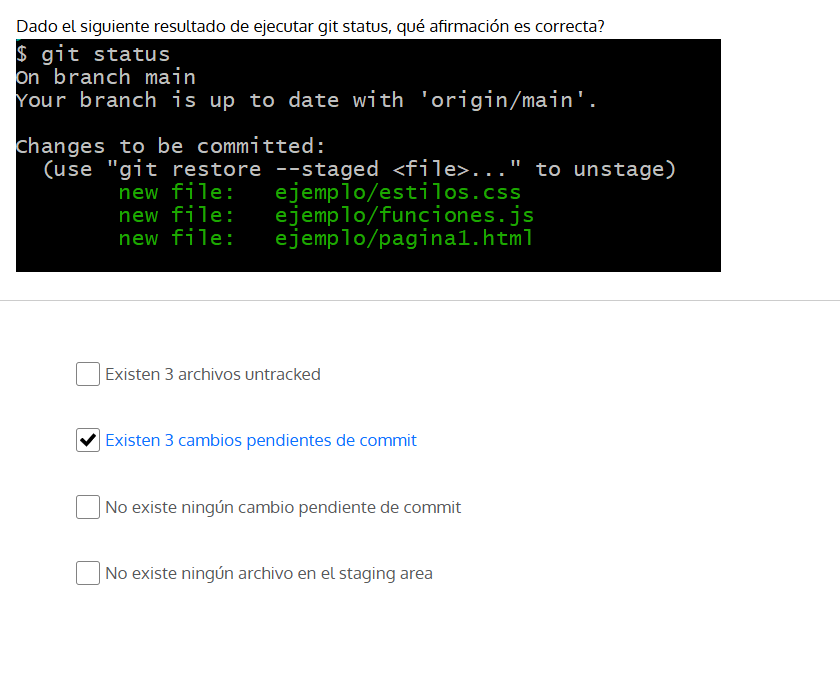 Dado el siguiente resultado de ejecutar git status, qué afirmación es correcta?
$ git status
On branch main
Your branch is up to date with 'origin/main'.
Changes to be committed:
(use "git restore --staged <file>..." to unstage)
new file: ejemplo/estilos.css
new file: ejemplo/funciones.js
new file: ejemplo/pagina1.html
Existen 3 archivos untracked
Existen 3 cambios pendientes de commit
No existe ningún cambio pendiente de commit
No existe ningún archivo en el staging area